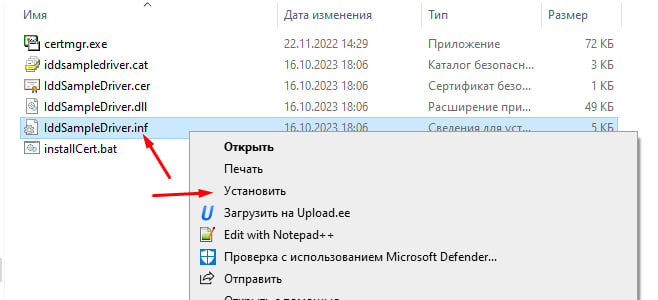 Имя Дата изменения Тип Размер
certmgr.exe 22.11.2022 14:29 Приложение 72 КБ
iddsampledriver.cat 16.10.2023 18:06 Каталог безопасн... 3 КБ
IddSampleDriver.cer 16.10.2023 18:06 Сертификат безоп... 1 КБ
IddSampleDriver.dll 16.10.2023 18:06 Расширение при... 49 КБ
IddSampleDriver.inf 16.10.2023 18:06 Сведения для уст... 5 КБ
installCert.bat
Открыть
Печать
Установить
Загрузить на Upload.ee
Edit with Notepad++
Проверка с использованием Microsoft Defender...
Отправить